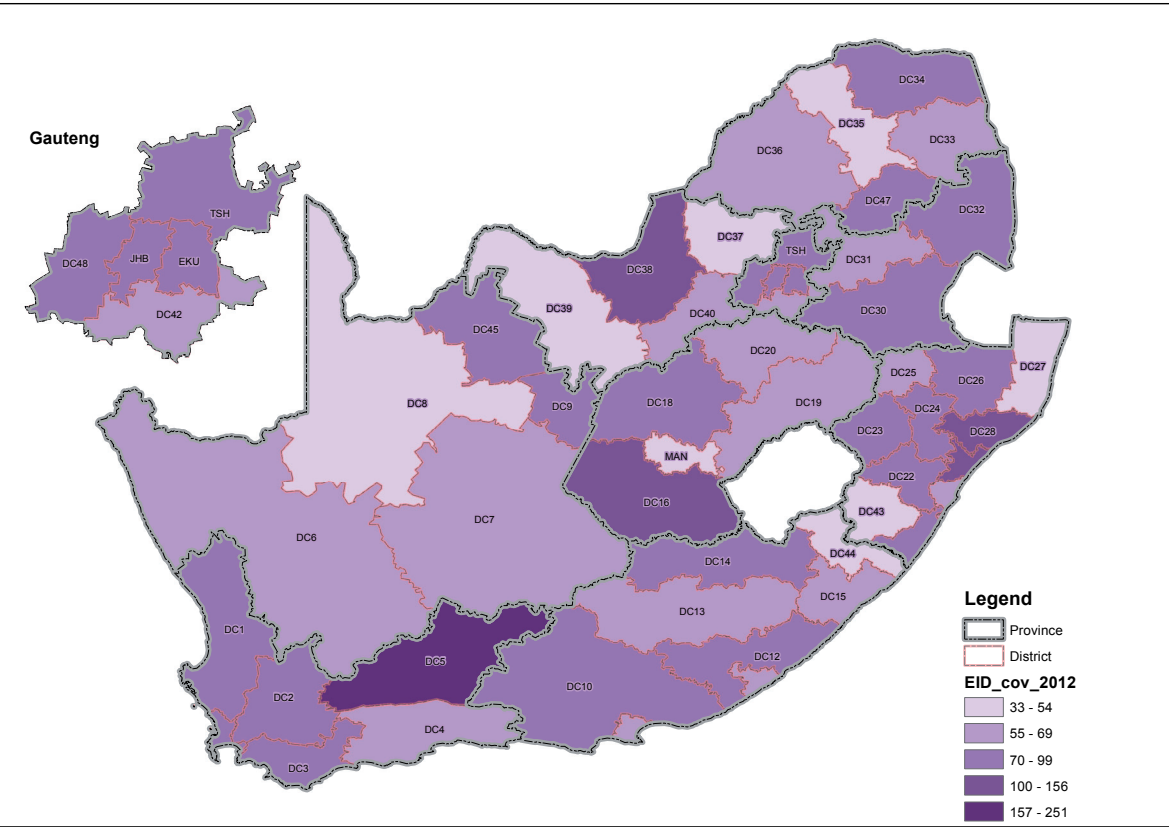 Gauteng
TSH
DC48
JHB
EKU
DC42
DC34
DC35
DC36
DC33
DC47
DC32
DC37
TSH
DC31
DC38
DC39
DC40
DC30
DC45
DC20
DC25
DC26
DC27
DC8
DC9
DC18
DC19
DC24
DC23
DC28
MAN
DC22
DC16
DC43
DC7
DC6
DC14
DC44
DC13
DC15
DC1
DC5
DC12
DC2
DC10
DC4
DC3
Legend
Province
District
EID_cov_2012
33 - 54
55 - 69
70 - 99
100 - 156
157 - 251